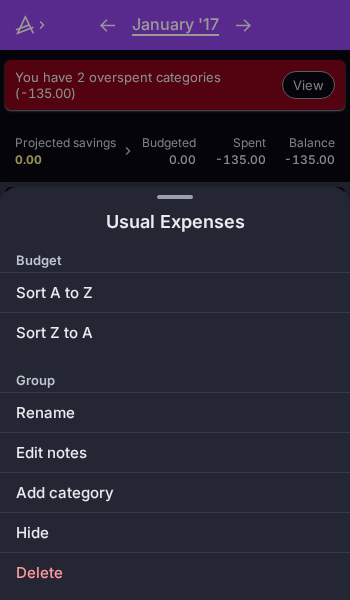 January '17
You have 2 overspent categories
(-135.00)
View
Projected savings
0.00
Budgeted
0.00
Spent
-135.00
Balance
-135.00
Usual Expenses
Budget
Sort A to Z
Sort Z to A
Group
Rename
Edit notes
Add category
Hide
Delete